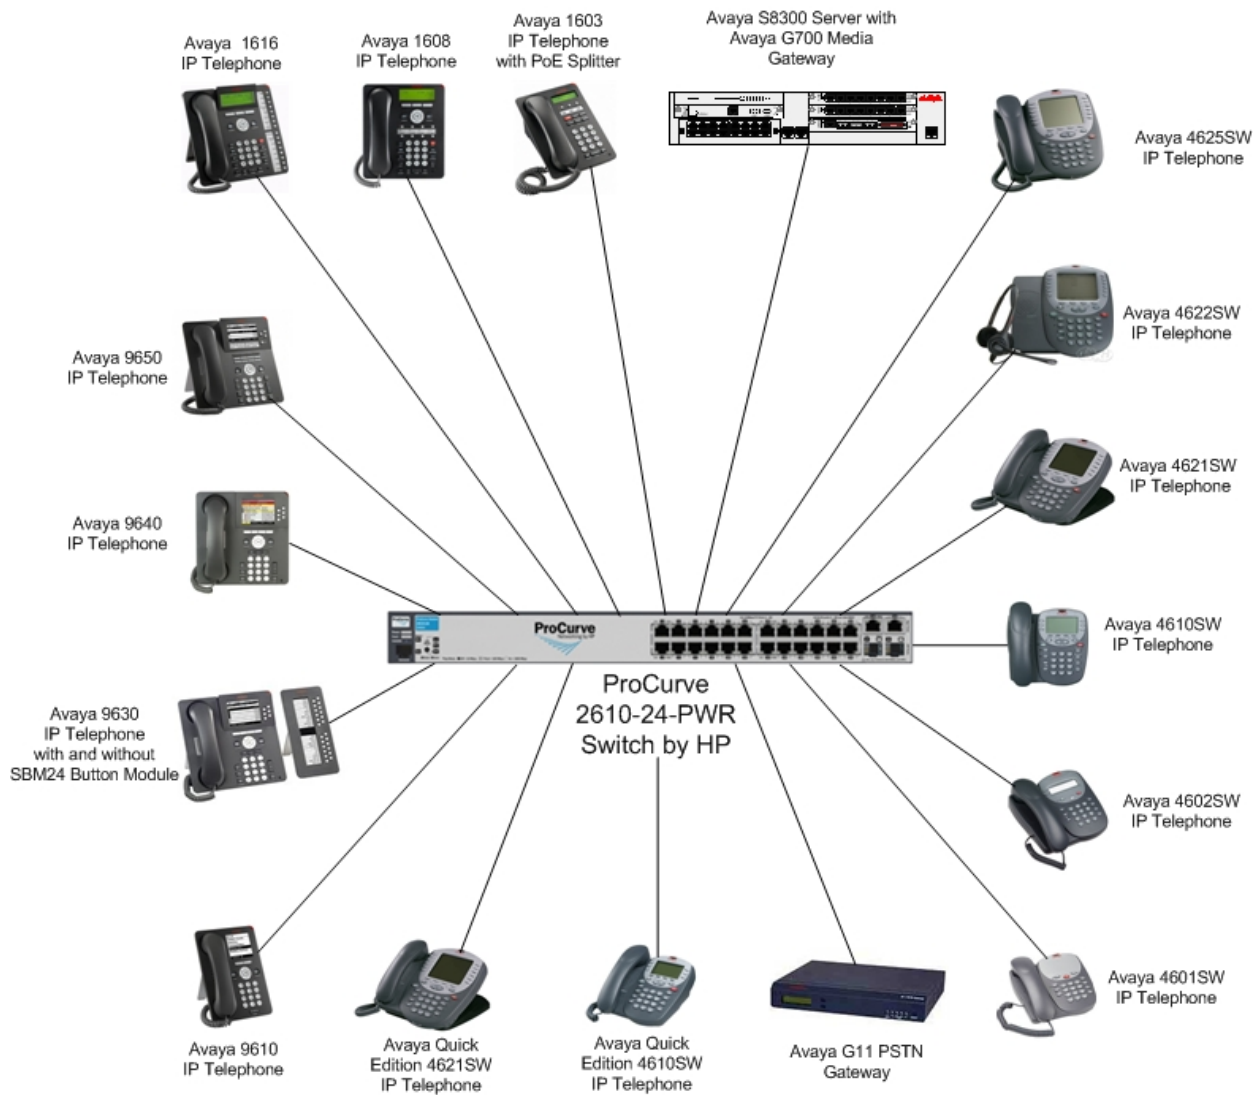 Avaya 1616
IP Telephone
Avaya 1608
IP Telephone
Avaya 1603
IP Telephone
with PoE Splitter
Avaya S8300 Server with
Avaya G700 Media
Gateway
Avaya 4625SW
IP Telephone
Avaya 9650
IP Telephone
Avaya 4622SW
IP Telephone
Avaya 9640
IP Telephone
Avaya 4621SW
IP Telephone
ProCurve
Networking by HP
Avaya 4610SW
IP Telephone
ProCurve
2610-24-PWR
Switch by HP
Avaya 9630
IP Telephone
with and without
SBM24 Button Module
Avaya 4602SW
IP Telephone
Avaya 4601SW
IP Telephone
Avaya 9610
IP Telephone
Avaya Quick
Edition 4621SW
IP Telephone
Avaya Quick
Edition 4610SW
IP Telephone
Avaya G11 PSTN
Gateway